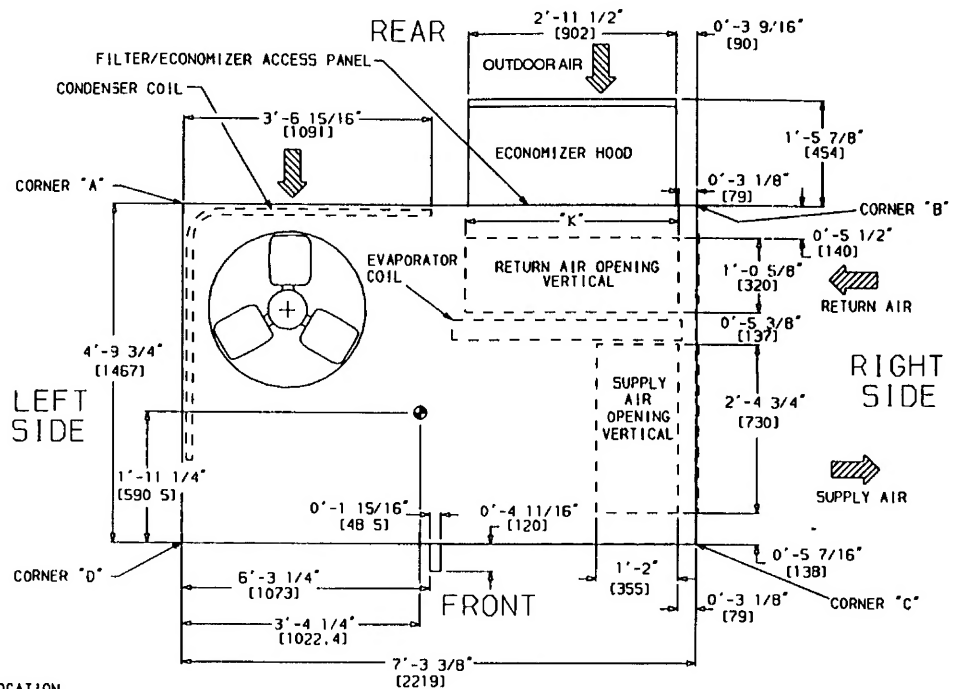 REAR
2'-11 1/2"
[902]
0'-3 9/16"
[90]
FILTER/ECONOMIZER ACCESS PANEL
OUTDOOR AIR
CONDENSER COIL
3'-6 15/16"
[1091]
ECONOMIZER HOOD
1'-5 7/8"
[454]
CORNER "A"
0'-3 1/8"
[79]
CORNER "B"
"K"
0'-5 1/2"
[140]
EVAPORATOR
COIL
RETURN AIR OPENING
VERTICAL
1'-0 5/8"
[320]
RETURN AIR
0'-5 3/8"
[137]
4'-9 3/4"
[1467]
LEFT
SIDE
RIGHT
SIDE
SUPPLY
AIR
OPENING
VERTICAL
2'-4 3/4"
[730]
1'-11 1/4"
[590 5]
SUPPLY AIR
0'-1 15/16"
[48 5]
0'-4 11/16"
[120]
CORNER "D"
0'-5 7/16"
[138]
6'-3 1/4"
[1073]
FRONT
1'-2"
[355]
CORNER "C"
0'-3 1/8"
[79]
3'-4 1/4"
[1022.4]
7'-3 3/8"
[2219]